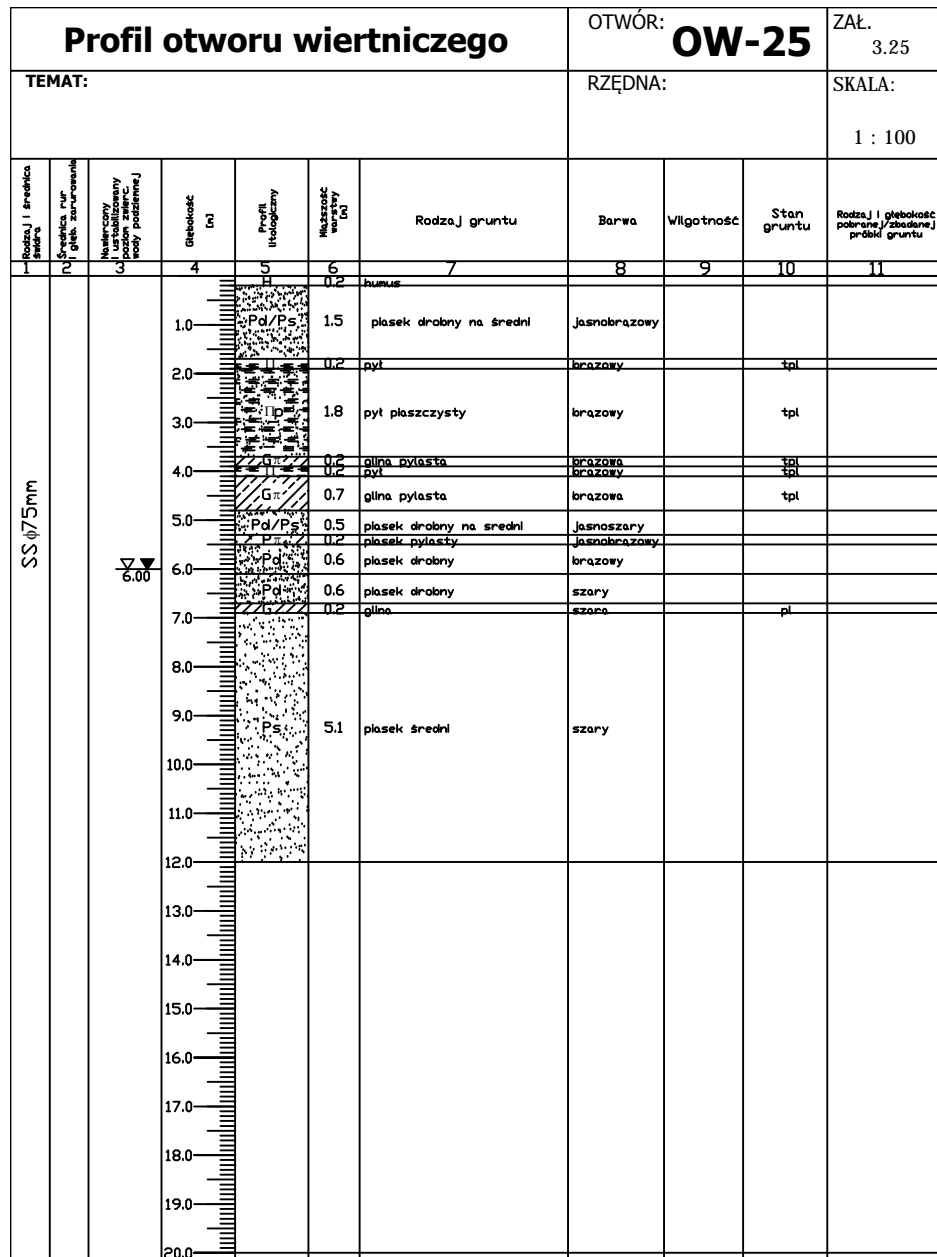 Profil otworu wiertniczego
OTWÓR: OW-25
ZAŁ.
3.25
TEMAT:
RZĘDNA:
SKALA:
1 : 100
Rodzaj i średnica
świdra
Średnica rur
i głęb. zarurowania
Nawiercony
i ustabilizowany
poziom zwierc.
wody podziemnej
Głębokość
[m]
Profil
litologiczny
Miąższość
warstwy
[m]
Rodzaj gruntu
Barwa
Wilgotność
Stan
gruntu
Rodzaj i głębokość
pobranej/zbadanej
próbki gruntu
1 2 3 4 5 6 7 8 9 10 11
H 0.2 humus
1.0 Pd/Ps 1.5 piasek drobny na średni jasnobrązowy
Π 0.2 pył brązowy tpl
2.0
Πp 1.8 pył piaszczysty brązowy tpl
3.0
Gπ 0.2 glina pylasta brązowa tpl
4.0 Π 0.2 pył brązowy tpl
Gπ 0.7 glina pylasta brązowa tpl
5.0 Pd/Ps 0.5 piasek drobny na sredni jasnoszary
Pπ 0.2 piasek pylasty jasnobrązowy
Pd 0.6 piasek drobny brązowy
6.00 6.0
Pd 0.6 piasek drobny szary
G 0.2 glina szara pl
7.0
8.0
9.0
Ps 5.1 piasek średni szary
10.0
11.0
12.0
13.0
14.0
15.0
16.0
17.0
18.0
19.0
20.0
SSϕ75mm